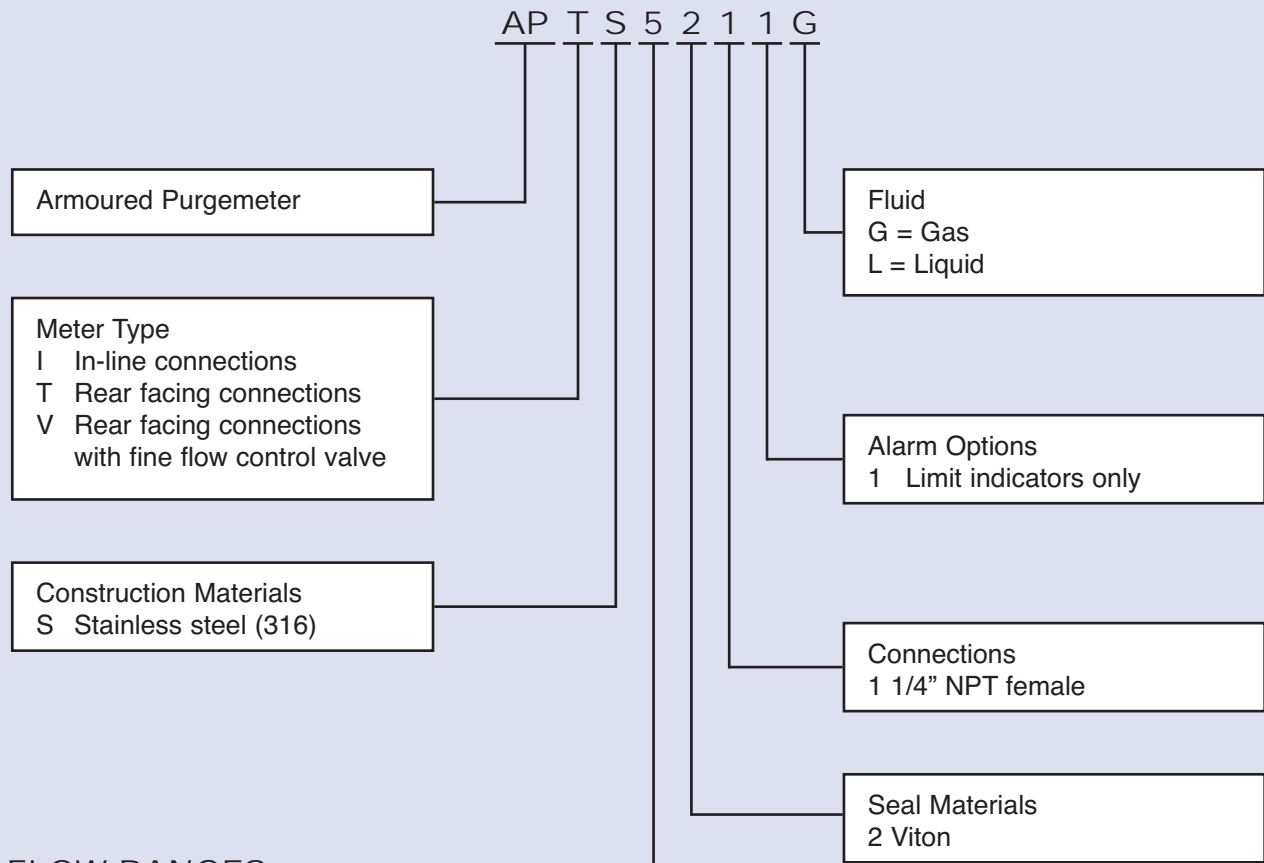 AP T S 5 2 1 1 G
Armoured Purgemeter
Meter Type
I In-line connections
T Rear facing connections
V Rear facing connections
with fine flow control valve
Construction Materials
S Stainless steel (316)
Fluid
G = Gas
L = Liquid
Alarm Options
1 Limit indicators only
Connections
1 1/4” NPT female
Seal Materials
2 Viton
FLOW RANGES